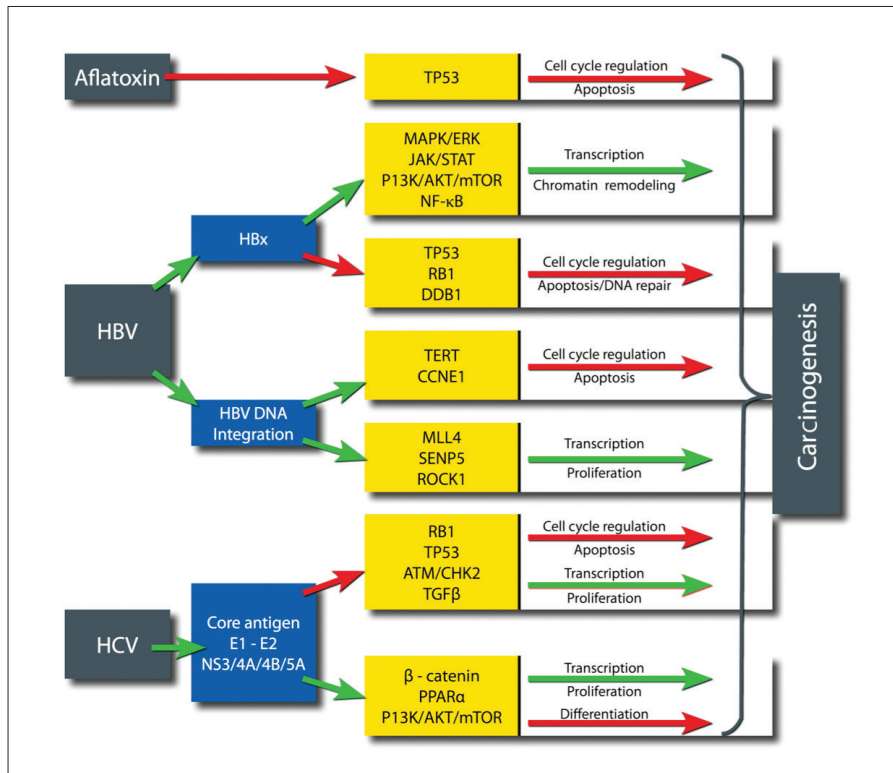 Aflatoxin
TP53
Cell cycle regulation
Apoptosis
MAPK/ERK
JAK/STAT
P13K/AKT/mTOR
NF-κB
Transcription
Chromatin remodeling
HBx
TP53
RB1
DDB1
Cell cycle regulation
Apoptosis/DNA repair
HBV
TERT
CCNE1
Cell cycle regulation
Apoptosis
HBV DNA
Integration
MLL4
SENP5
ROCK1
Transcription
Proliferation
RB1
TP53
ATM/CHK2
TGFβ
Cell cycle regulation
Apoptosis
Transcription
Proliferation
HCV
Core antigen
E1 - E2
NS3/4A/4B/5A
β - catenin
PPARα
P13K/AKT/mTOR
Transcription
Proliferation
Differentiation
Carcinogenesis